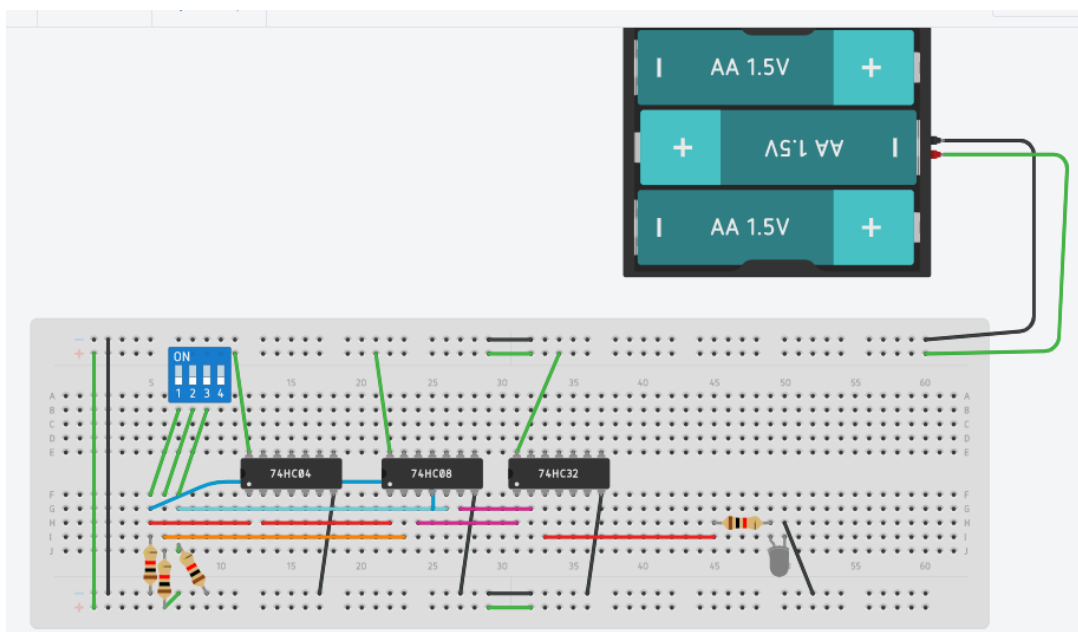 AA 1.5V
AA 1.5V
AA 1.5V
ON
1 2 3 4
5 15 20 25 30 35 40 45 50 55 60
A A
B B
C C
D D
E E
74HC04 74HC08 74HC32
F F
G G
H H
I I
J J
5 10 15 20 25 30 35 40 45 50 55 60